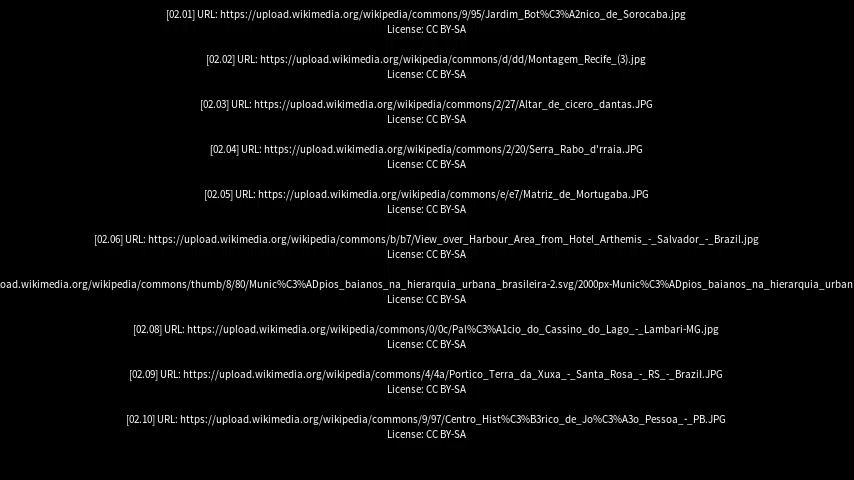 [02.01] URL: https://upload.wikimedia.org/wikipedia/commons/9/95/Jardim_Bot%C3%A2nico_de_Sorocaba.jpg
License: CC BY-SA
[02.02] URL: https://upload.wikimedia.org/wikipedia/commons/d/dd/Montagem_Recife_(3).jpg
License: CC BY-SA
[02.03] URL: https://upload.wikimedia.org/wikipedia/commons/2/27/Altar_de_cicero_dantas.JPG
License: CC BY-SA
[02.04] URL: https://upload.wikimedia.org/wikipedia/commons/2/20/Serra_Rabo_d'rraia.JPG
License: CC BY-SA
[02.05] URL: https://upload.wikimedia.org/wikipedia/commons/e/e7/Matriz_de_Mortugaba.JPG
License: CC BY-SA
[02.06] URL: https://upload.wikimedia.org/wikipedia/commons/b/b7/View_over_Harbour_Area_from_Hotel_Arthemis_-_Salvador_-_Brazil.jpg
License: CC BY-SA
oad.wikimedia.org/wikipedia/commons/thumb/8/80/Munic%C3%ADpios_baianos_na_hierarquia_urbana_brasileira-2.svg/2000px-Munic%C3%ADpios_baianos_na_hierarquia_urban
License: CC BY-SA
[02.08] URL: https://upload.wikimedia.org/wikipedia/commons/0/0c/Pal%C3%A1cio_do_Cassino_do_Lago_-_Lambari-MG.jpg
License: CC BY-SA
[02.09] URL: https://upload.wikimedia.org/wikipedia/commons/4/4a/Portico_Terra_da_Xuxa_-_Santa_Rosa_-_RS_-_Brazil.JPG
License: CC BY-SA
[02.10] URL: https://upload.wikimedia.org/wikipedia/commons/9/97/Centro_Hist%C3%B3rico_de_Jo%C3%A3o_Pessoa_-_PB.JPG
License: CC BY-SA